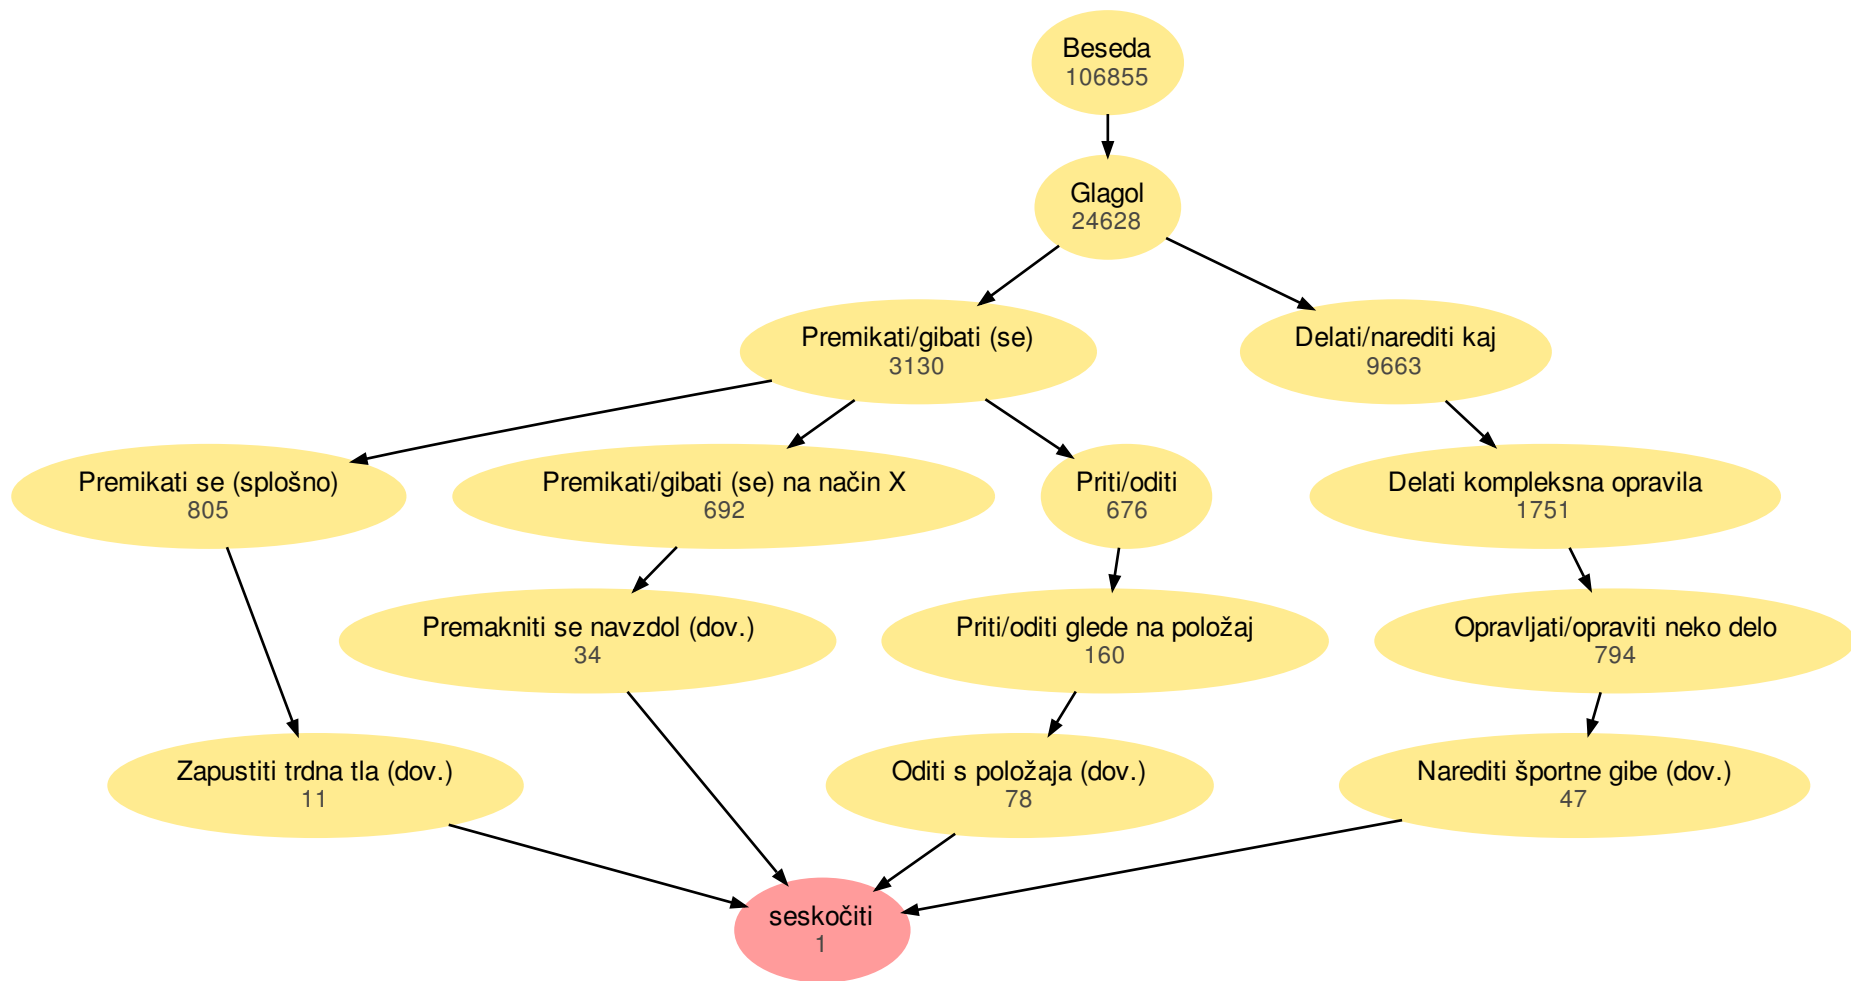 Beseda
106855
Glagol
24628
Premikati/gibati (se)
3130
Delati/narediti kaj
9663
Premikati se (splošno)
805
Premikati/gibati (se) na način X
692
Priti/oditi
676
Delati kompleksna opravila
1751
Premakniti se navzdol (dov.)
34
Priti/oditi glede na položaj
160
Opravljati/opraviti neko delo
794
Zapustiti trdna tla (dov.)
11
Oditi s položaja (dov.)
78
Narediti športne gibe (dov.)
47
seskočiti
1